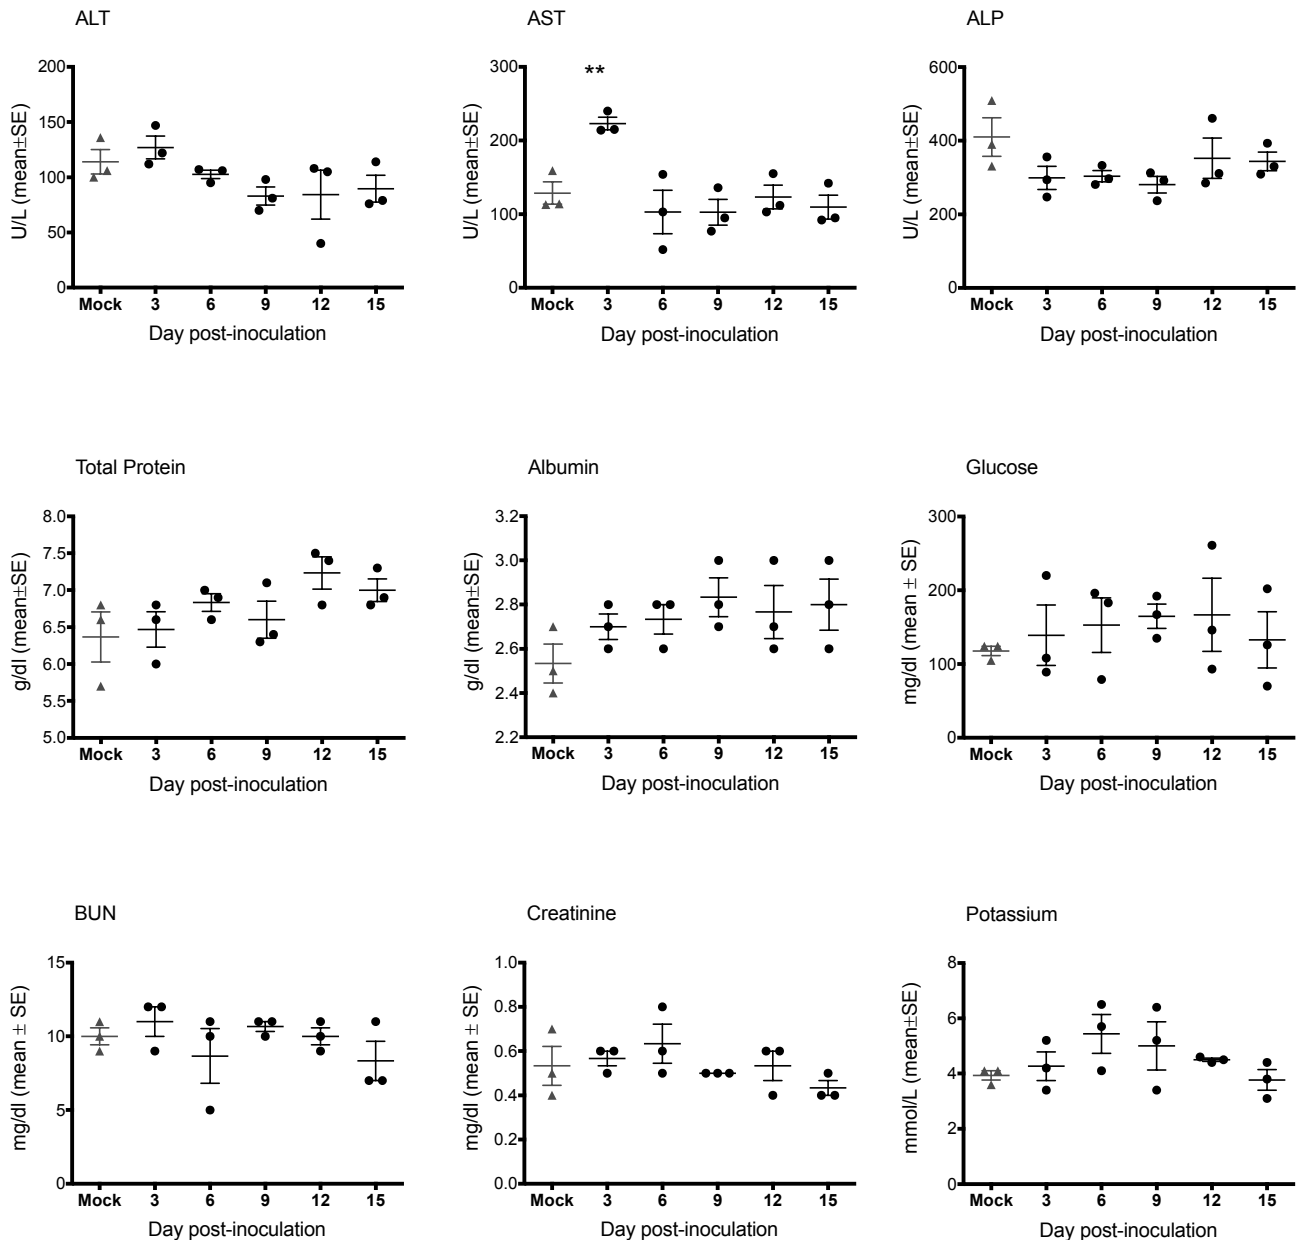 ALT
200
150
100
50
0
U/L (mean±SE)
Mock 3 6 9 12 15
Day post-inoculation
AST
**
300
200
100
0
U/L (mean±SE)
Mock 3 6 9 12 15
Day post-inoculation
ALP
600
400
200
0
U/L (mean±SE)
Mock 3 6 9 12 15
Day post-inoculation
Total Protein
8.0
7.5
7.0
6.5
6.0
5.5
5.0
g/dl (mean±SE)
Mock 3 6 9 12 15
Day post-inoculation
Albumin
3.2
3.0
2.8
2.6
2.4
2.2
g/dl (mean±SE)
Mock 3 6 9 12 15
Day post-inoculation
Glucose
300
200
100
0
mg/dl (mean ± SE)
Mock 3 6 9 12 15
Day post-inoculation
BUN
15
10
5
0
mg/dl (mean ± SE)
Mock 3 6 9 12 15
Day post-inoculation
Creatinine
1.0
0.8
0.6
0.4
0.2
0.0
mg/dl (mean ± SE)
Mock 3 6 9 12 15
Day post-inoculation
Potassium
8
6
4
2
0
mmol/L (mean±SE)
Mock 3 6 9 12 15
Day post-inoculation